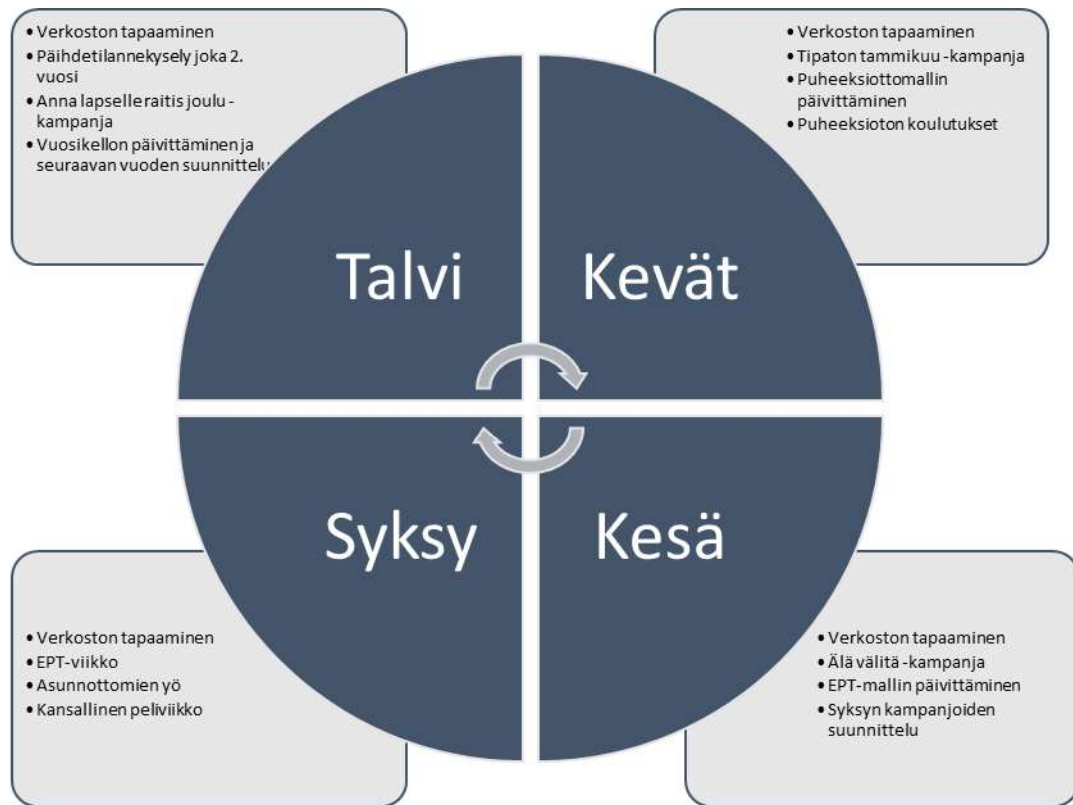 • Verkoston tapaaminen
• Päihdetilannekysely joka 2.
vuosi
• Anna lapselle raitis joulu -
kampanja
• Vuosikellon päivittäminen ja
seuraavan vuoden suunnittelu
• Verkoston tapaaminen
• Tipaton tammikuu -kampanja
• Puheeksiottomallin
päivittäminen
• Puheeksioton koulutukset
Talvi
Kevät
Syksy
Kesä
• Verkoston tapaaminen
• EPT-viikko
• Asunnottomien yö
• Kansallinen peliviikko
• Verkoston tapaaminen
• Älä välitä -kampanja
• EPT-mallin päivittäminen
• Syksyn kampanjoiden
suunnittelu